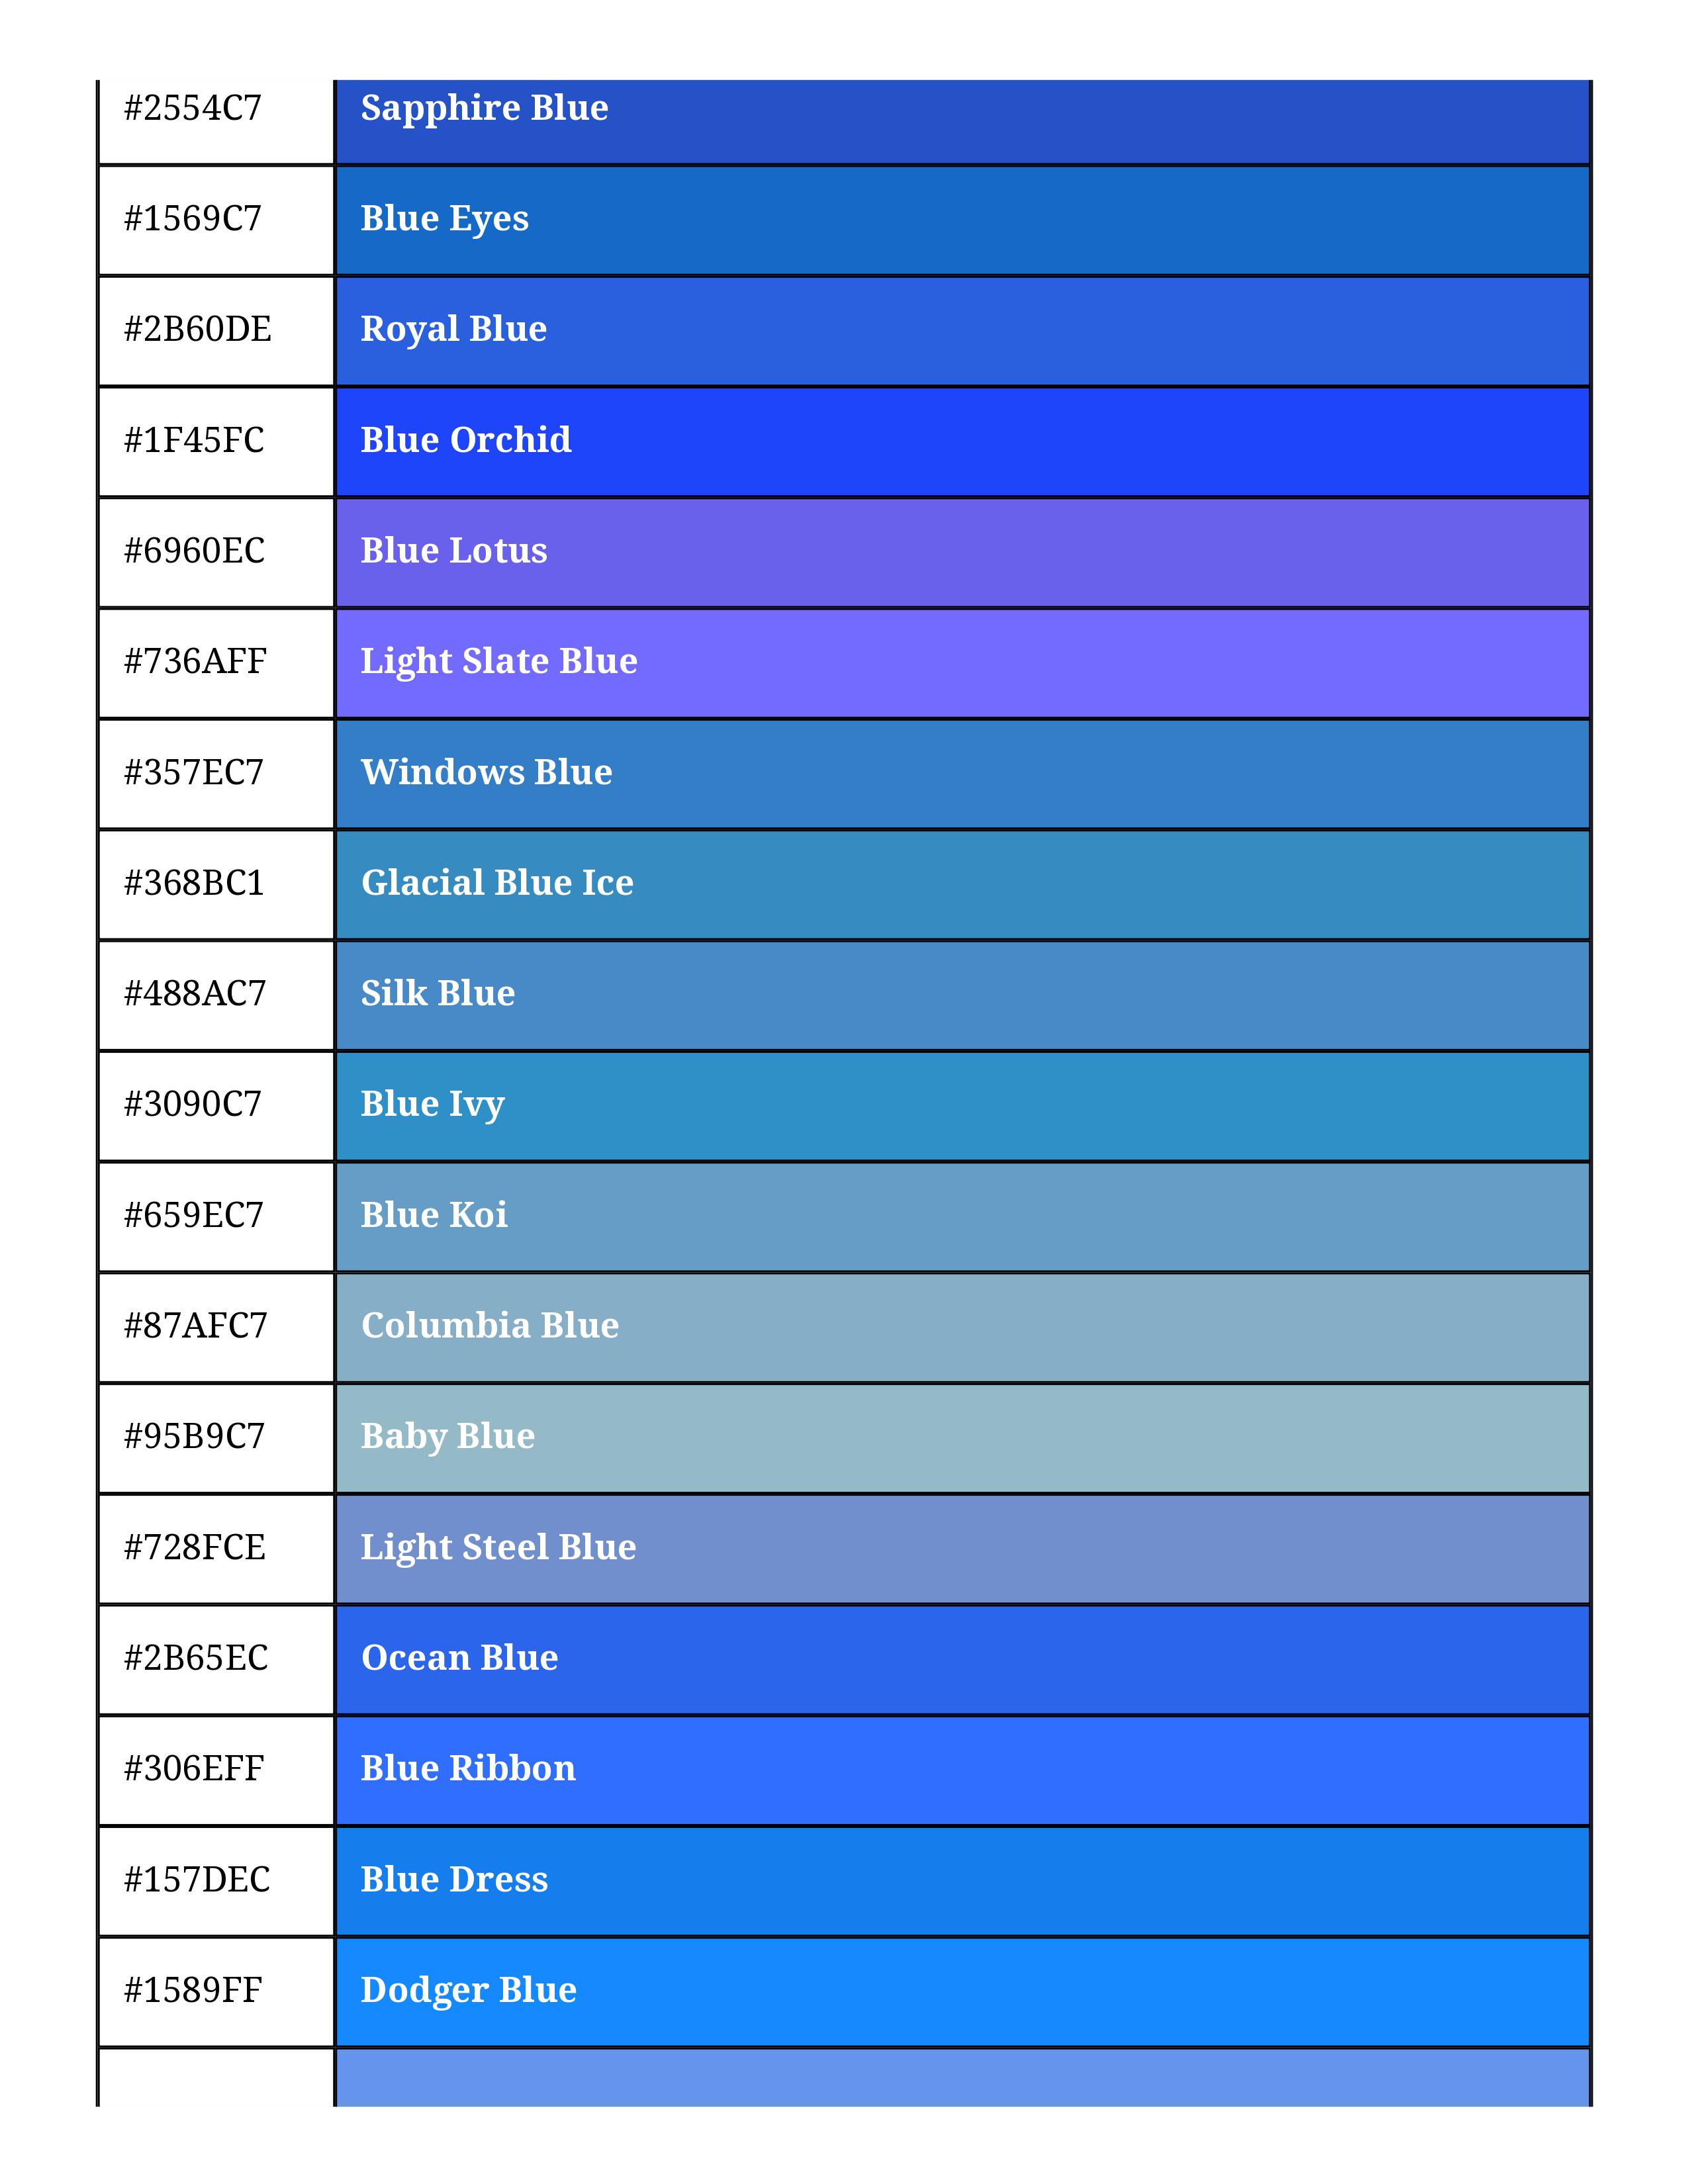 #2554C7 Sapphire Blue
#1569C7 Blue Eyes
#2B60DE Royal Blue
#1F45FC Blue Orchid
#6960EC Blue Lotus
#736AFF Light Slate Blue
#357EC7 Windows Blue
#368BC1 Glacial Blue Ice
#488AC7 Silk Blue
#3090C7 Blue Ivy
#659EC7 Blue Koi
#87AFC7 Columbia Blue
#95B9C7 Baby Blue
#728FCE Light Steel Blue
#2B65EC Ocean Blue
#306EFF Blue Ribbon
#157DEC Blue Dress
#1589FF Dodger Blue